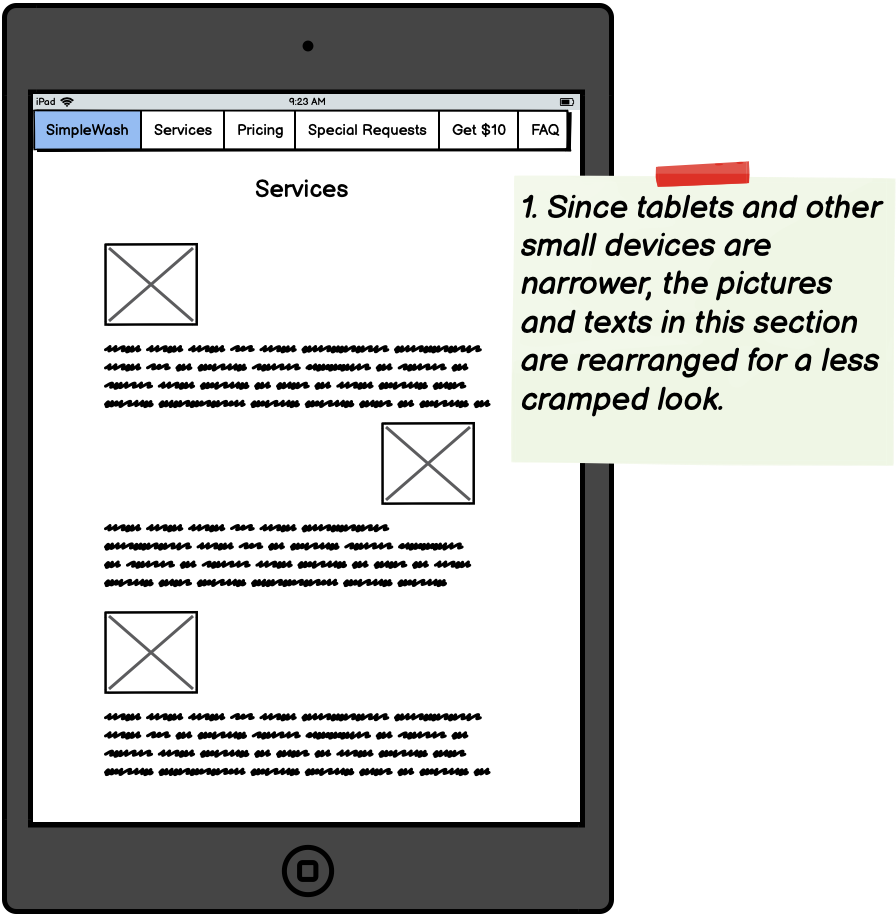 iPad 9:23 AM
SimpleWash Services Pricing Special Requests Get $10 FAQ
Services
1. Since tablets and other
small devices are
narrower, the pictures
and texts in this section
are rearranged for a less
cramped look.